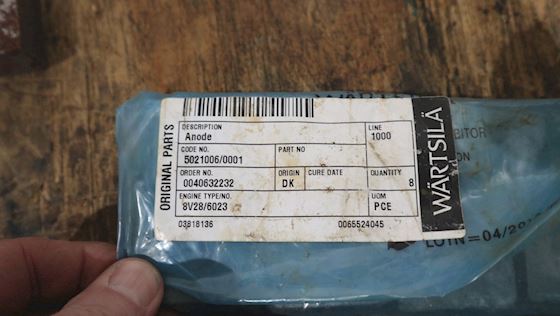 ORIGINAL PARTS
DESCRIPTION LINE
Anode 1000
CODE NO. PART NO
5021006/0001
ORDER NO. ORIGIN CURE DATE QUANTITY
0040632232 DK 8
ENGINE TYPE/NO. UOM
8V28/6023 PCE
03818136 0065524045
WÄRTSILÄ